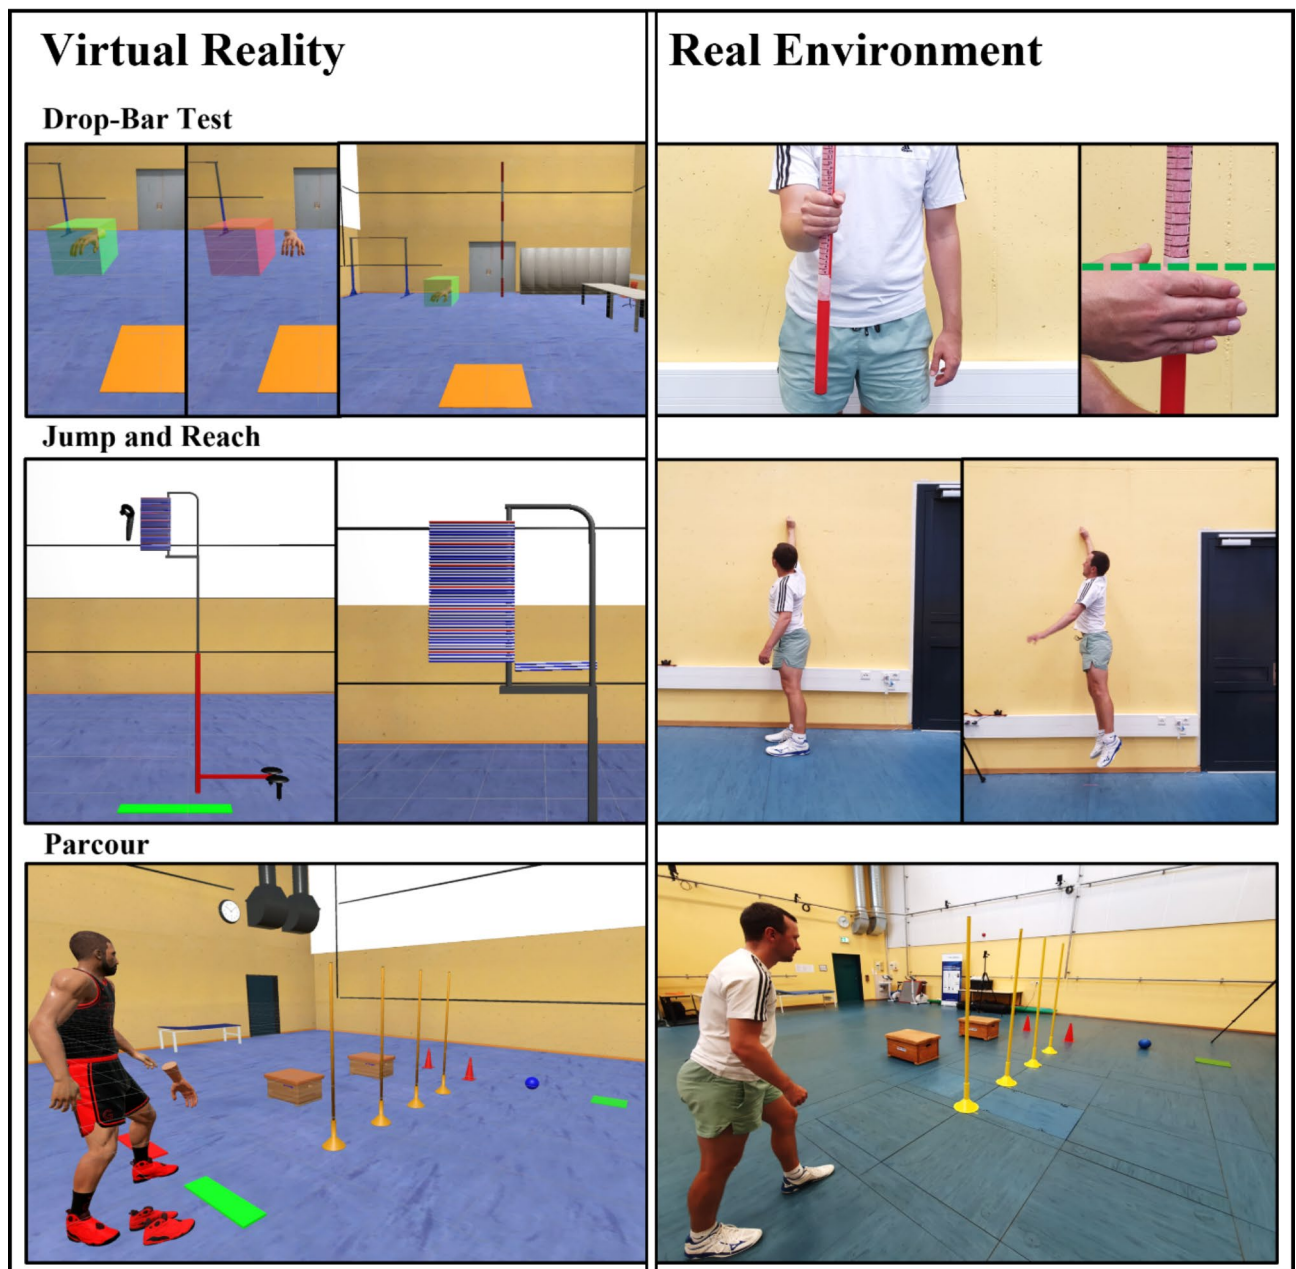 Virtual Reality
Real Environment
Drop-Bar Test
Jump and Reach
Parcour